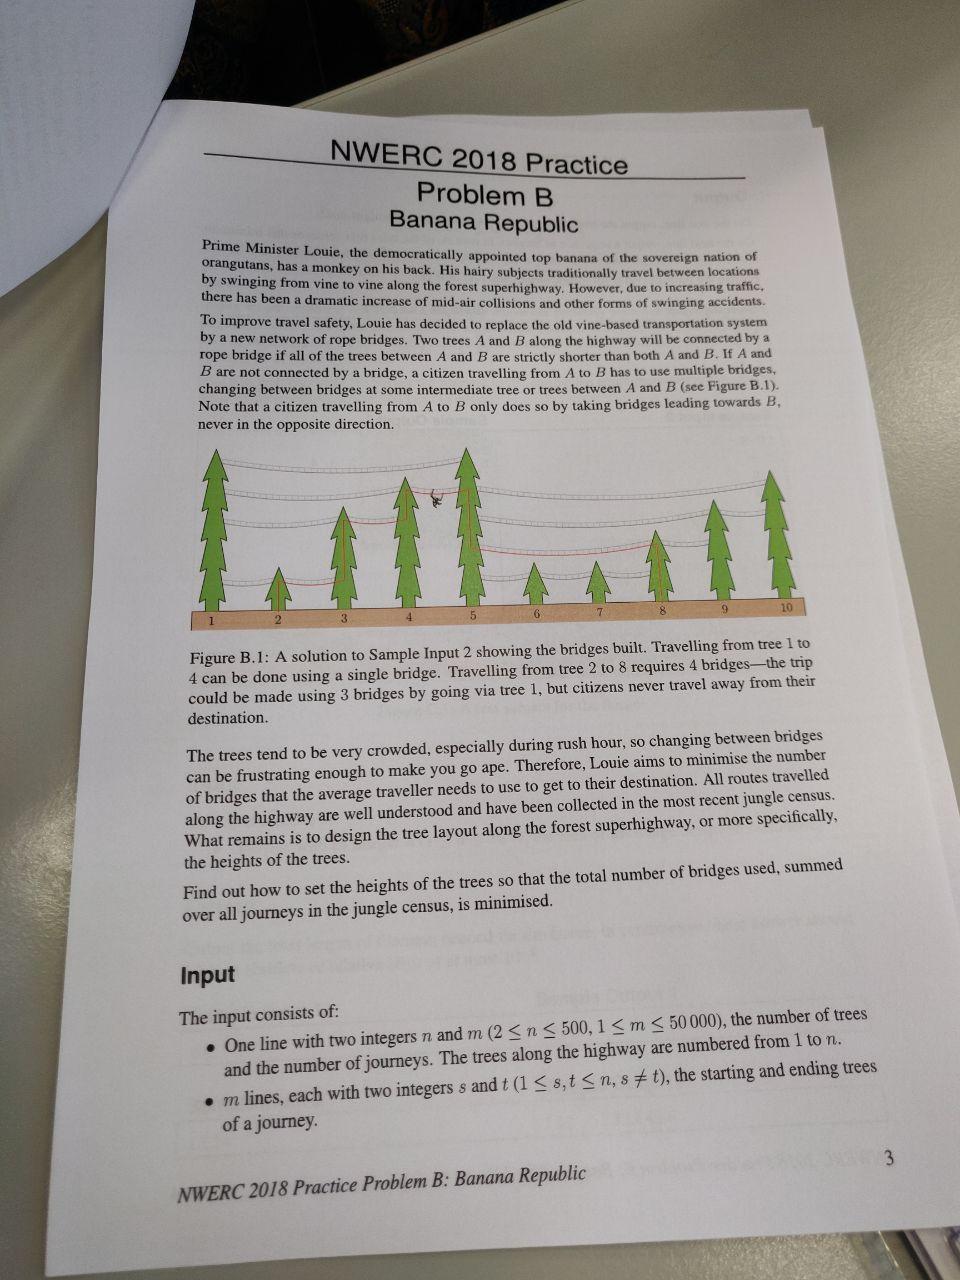 NWERC 2018 Practice
Problem B
Banana Republic
Prime Minister Louie, the democratically appointed top banana of the sovereign nation of
orangutans, has a monkey on his back. His hairy subjects traditionally travel between locations
by swinging from vine to vine along the forest superhighway. However, due to increasing traffic,
there has been a dramatic increase of mid-air collisions and other forms of swinging accidents.
To improve travel safety, Louie has decided to replace the old vine-based transportation system
by a new network of rope bridges. Two trees A and B along the highway will be connected by a
rope bridge if all of the trees between A and B are strictly shorter than both A and B. If A and
B are not connected by a bridge, a citizen travelling from A to B has to use multiple bridges,
changing between bridges at some intermediate tree or trees between A and B (see Figure B.1).
Note that a citizen travelling from A to B only does so by taking bridges leading towards B,
never in the opposite direction.
1 2 3 4 5 6 7 8 9 10
Figure B.1: A solution to Sample Input 2 showing the bridges built. Travelling from tree 1 to
4 can be done using a single bridge. Travelling from tree 2 to 8 requires 4 bridges—the trip
could be made using 3 bridges by going via tree 1, but citizens never travel away from their
destination.
The trees tend to be very crowded, especially during rush hour, so changing between bridges
can be frustrating enough to make you go ape. Therefore, Louie aims to minimise the number
of bridges that the average traveller needs to use to get to their destination. All routes travelled
along the highway are well understood and have been collected in the most recent jungle census.
What remains is to design the tree layout along the forest superhighway, or more specifically,
the heights of the trees.
Find out how to set the heights of the trees so that the total number of bridges used, summed
over all journeys in the jungle census, is minimised.
Input
The input consists of:
• One line with two integers n and m (2 ≤ n ≤ 500, 1 ≤ m ≤ 50 000), the number of trees
and the number of journeys. The trees along the highway are numbered from 1 to n.
• m lines, each with two integers s and t (1 ≤ s, t ≤ n, s ≠ t), the starting and ending trees
of a journey.
NWERC 2018 Practice Problem B: Banana Republic
3